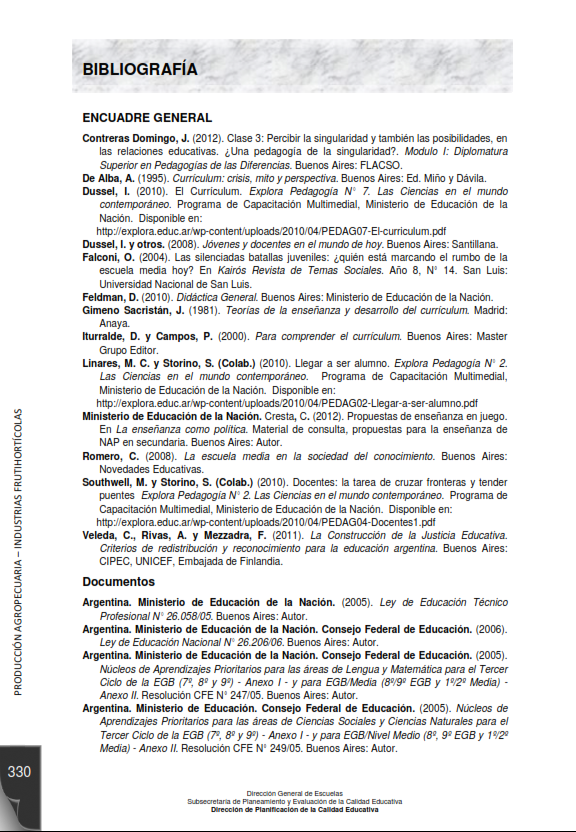 BIBLIOGRAFÍA
ENCUADRE GENERAL
Contreras Domingo, J. (2012). Clase 3: Percibir la singularidad y también las posibilidades, en
las relaciones educativas. ¿Una pedagogía de la singularidad?. Modulo I: Diplomatura
Superior en Pedagogías de las Diferencias. Buenos Aires: FLACSO.
De Alba, A. (1995). Curriculum: crisis, mito y perspectiva. Buenos Aires: Ed. Miño y Dávila.
Dussel, I. (2010). El Currículum. Explora Pedagogía N° 7. Las Ciencias en el mundo
contemporáneo. Programa de Capacitación Multimedial, Ministerio de Educación de la
Nación. Disponible en:
http://explora.educ.ar/wp-content/uploads/2010/04/PEDAG07-El-curriculum.pdf
Dussel, I. y otros. (2008). Jóvenes y docentes en el mundo de hoy. Buenos Aires: Santillana.
Falconi, O. (2004). Las silenciadas batallas juveniles: ¿quién está marcando el rumbo de la
escuela media hoy? En Kairós Revista de Temas Sociales. Año 8, N° 14. San Luis:
Universidad Nacional de San Luis.
Feldman, D. (2010). Didáctica General. Buenos Aires: Ministerio de Educación de la Nación.
Gimeno Sacristán, J. (1981). Teorías de la enseñanza y desarrollo del currículum. Madrid:
Anaya.
Iturralde, D. y Campos, P. (2000). Para comprender el currículum. Buenos Aires: Master
Grupo Editor.
Linares, M. C. y Storino, S. (Colab.) (2010). Llegar a ser alumno. Explora Pedagogía N° 2.
Las Ciencias en el mundo contemporáneo. Programa de Capacitación Multimedial,
Ministerio de Educación de la Nación. Disponible en:
http://explora.educ.ar/wp-content/uploads/2010/04/PEDAG02-Llegar-a-ser-alumno.pdf
Ministerio de Educación de la Nación. Cresta, C. (2012). Propuestas de enseñanza en juego.
En La enseñanza como política. Material de consulta, propuestas para la enseñanza de
NAP en secundaria. Buenos Aires: Autor.
Romero, C. (2008). La escuela media en la sociedad del conocimiento. Buenos Aires:
Novedades Educativas.
Southwell, M. y Storino, S. (Colab.) (2010). Docentes: la tarea de cruzar fronteras y tender
puentes Explora Pedagogía N° 2. Las Ciencias en el mundo contemporáneo. Programa de
Capacitación Multimedial, Ministerio de Educación de la Nación. Disponible en:
http://explora.educ.ar/wp-content/uploads/2010/04/PEDAG04-Docentes1.pdf
Veleda, C., Rivas, A. y Mezzadra, F. (2011). La Construcción de la Justicia Educativa.
Criterios de redistribución y reconocimiento para la educación argentina. Buenos Aires:
CIPEC, UNICEF, Embajada de Finlandia.
Documentos
Argentina. Ministerio de Educación de la Nación. (2005). Ley de Educación Técnico
Profesional N° 26.058/05. Buenos Aires: Autor.
Argentina. Ministerio de Educación de la Nación. Consejo Federal de Educación. (2006).
Ley de Educación Nacional N° 26.206/06. Buenos Aires: Autor.
Argentina. Ministerio de Educación de la Nación. Consejo Federal de Educación. (2005).
Núcleos de Aprendizajes Prioritarios para las áreas de Lengua y Matemática para el Tercer
Ciclo de la EGB (7º, 8º y 9º) - Anexo I - y para EGB/Media (8º/9º EGB y 1º/2º Media) -
Anexo II. Resolución CFE N° 247/05. Buenos Aires: Autor.
Argentina. Ministerio de Educación. Consejo Federal de Educación. (2005). Núcleos de
Aprendizajes Prioritarios para las áreas de Ciencias Sociales y Ciencias Naturales para el
Tercer Ciclo de la EGB (7º, 8º y 9º) - Anexo I - y para EGB/Nivel Medio (8º, 9º EGB y 1º/2º
Media) - Anexo II. Resolución CFE N° 249/05. Buenos Aires: Autor.
PRODUCCIÓN AGROPECUARIA – INDUSTRIAS FRUTIHORTÍCOLAS
330
Dirección General de Escuelas
Subsecretaría de Planeamiento y Evaluación de la Calidad Educativa
Dirección de Planificación de la Calidad Educativa